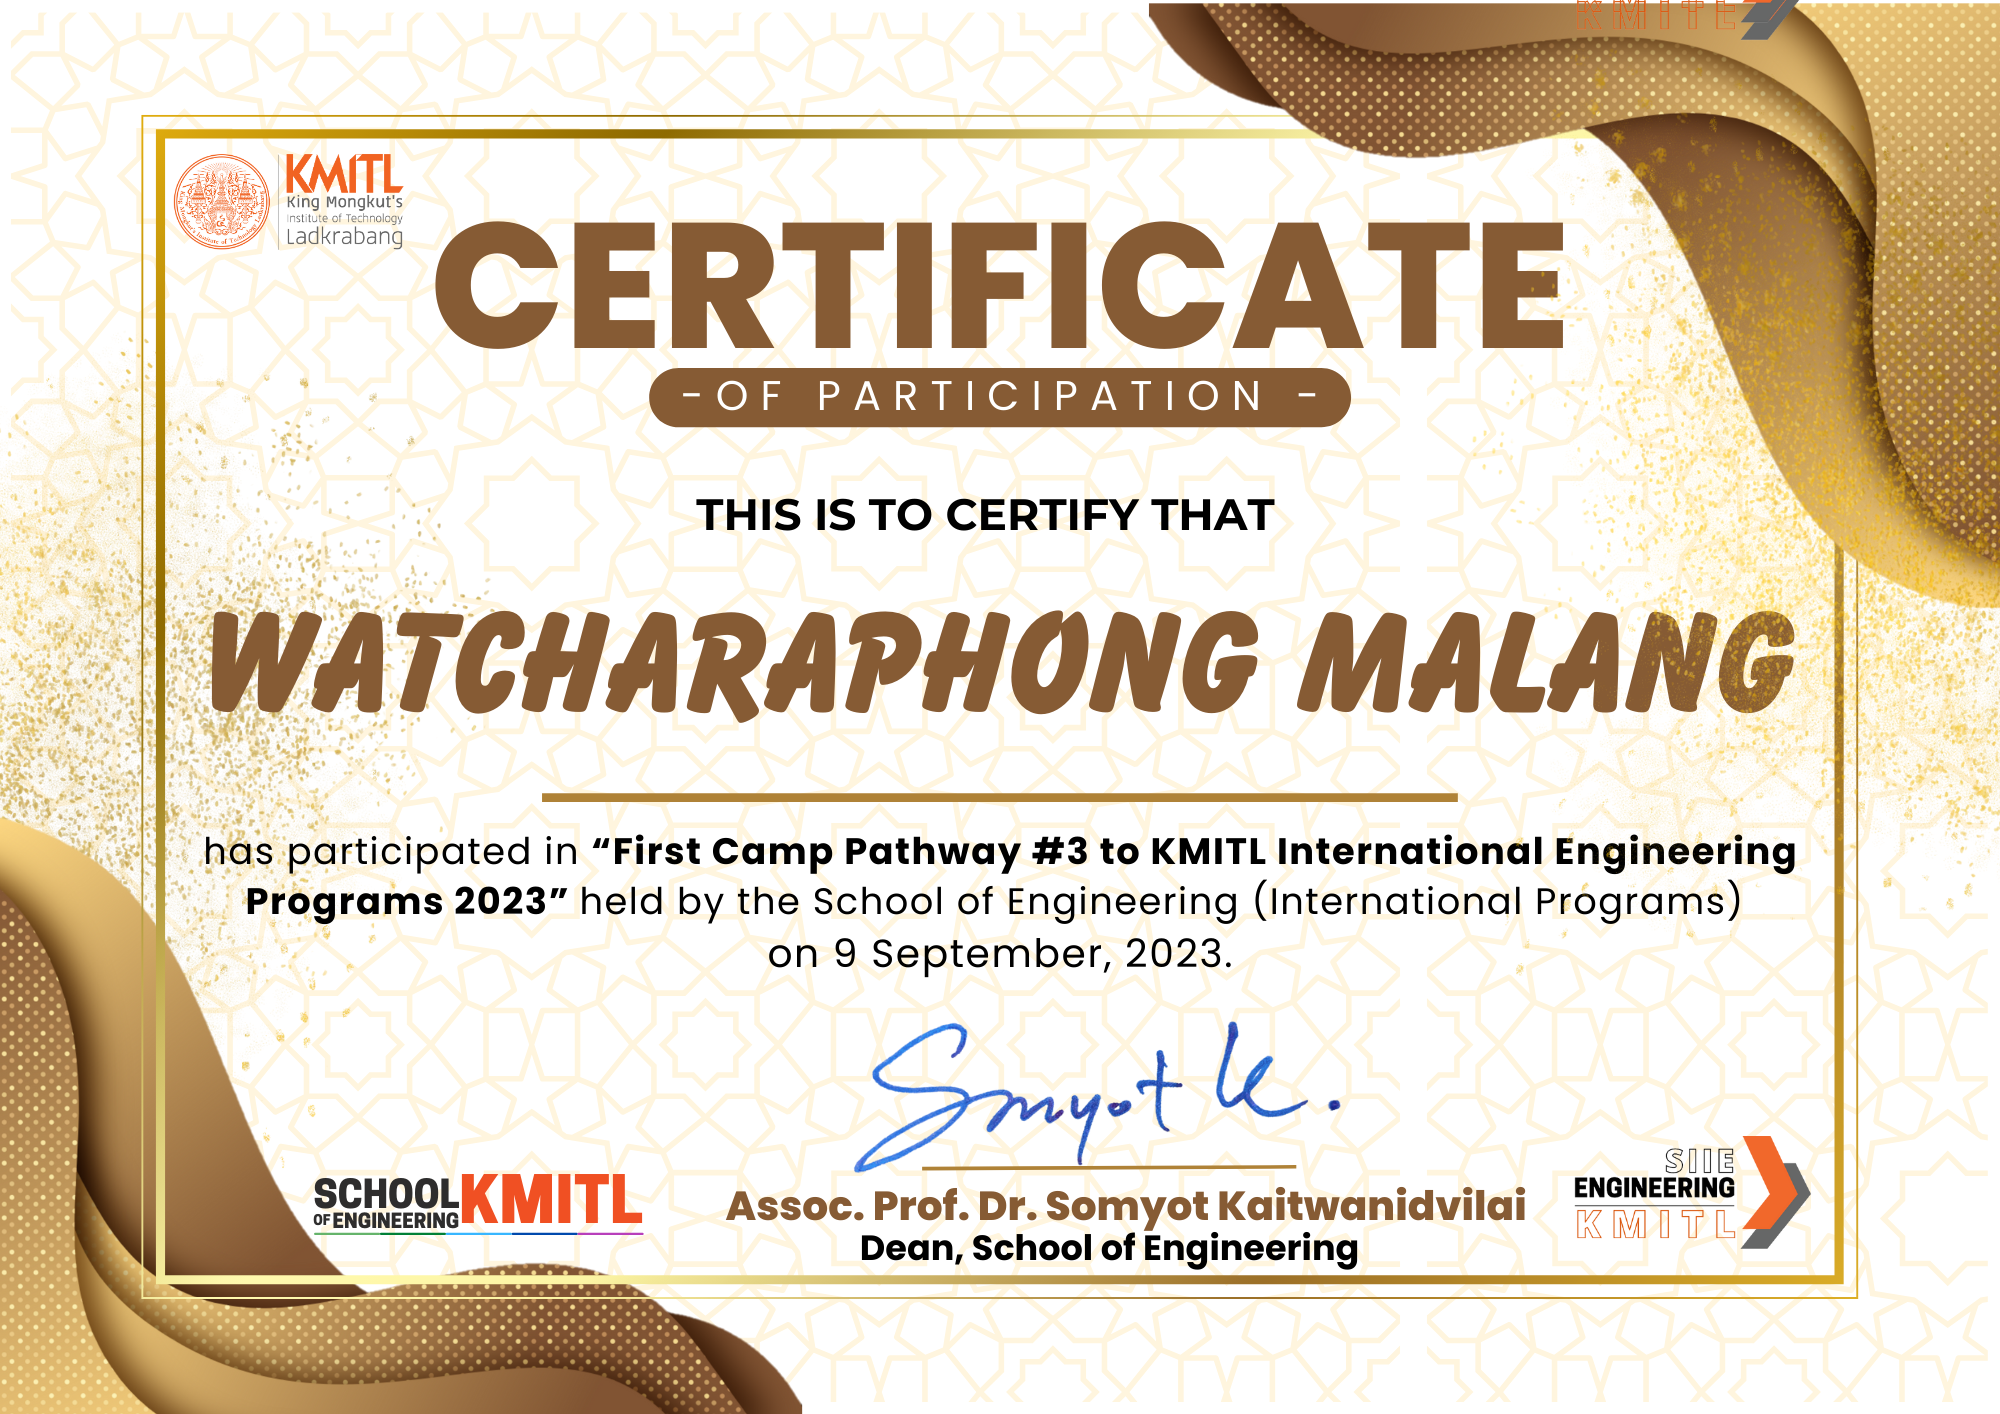 KMITL
KMITL
King Mongkut's
Institute of Technology
Ladkrabang
CERTIFICATE
-OF PARTICIPATION -
THIS IS TO CERTIFY THAT
WATCHARAPHONG MALANG
has participated in “First Camp Pathway #3 to KMITL International Engineering
Programs 2023” held by the School of Engineering (International Programs)
on 9 September, 2023.
Somyot K.
SCHOOL OF ENGINEERING KMITL
Assoc. Prof. Dr. Somyot Kaitwanidvilai
Dean, School of Engineering
SIIE
ENGINEERING
KMITL